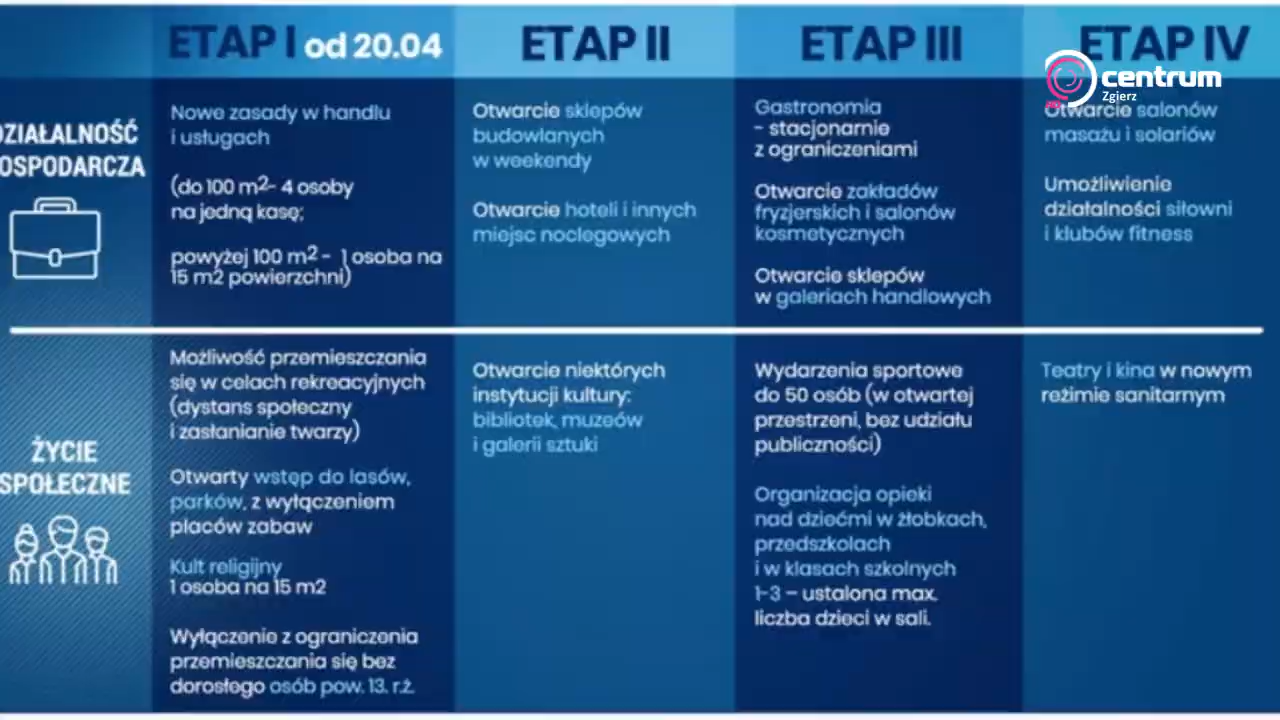 ETAP I od 20.04
ETAP II
ETAP III
ETAP IV
centrum
Zgierz
DZIAŁALNOŚĆ
GOSPODARCZA
Nowe zasady w handlu
i usługach
(do 100 m2- 4 osoby
na jedną kasę;
powyżej 100 m2 - 1 osoba na
15 m2 powierzchni)
Otwarcie sklepów
budowlanych
w weekendy
Otwarcie hoteli i innych
miejsc noclegowych
Gastronomia
- stacjonarnie
z ograniczeniami
Otwarcie zakładów
fryzjerskich i salonów
kosmetycznych
Otwarcie sklepów
w galeriach handlowych
Otwarcie salonów
masażu i solariów
Umożliwienie
działalności siłowni
i klubów fitness
ŻYCIE
SPOŁECZNE
Możliwość przemieszczania
się w celach rekreacyjnych
(dystans społeczny
i zasłanianie twarzy)
Otwarty wstęp do lasów,
parków, z wyłączeniem
placów zabaw
Kult religijny
1 osoba na 15 m2
Wyłączenie z ograniczenia
przemieszczania się bez
dorosłego osób pow. 13. r.ż.
Otwarcie niektórych
instytucji kultury:
bibliotek, muzeów
i galerii sztuki
Wydarzenia sportowe
do 50 osób (w otwartej
przestrzeni, bez udziału
publiczności)
Organizacja opieki
nad dziećmi w żłobkach,
przedszkolach
i w klasach szkolnych
1-3 – ustalona max.
liczba dzieci w sali.
Teatry i kina w nowym
reżimie sanitarnym